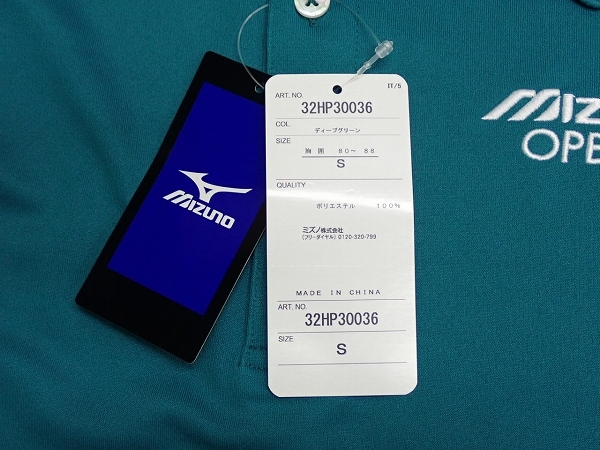 MIZUNO
IT/5
ART. NO.
32HP30036
COL.
ディープグリーン
SIZE
胸囲 80〜88
S
QUALITY
ポリエステル 100%
ミズノ株式会社
(フリーダイヤル) 0120-320-799
MADE IN CHINA
ART. NO.
32HP30036
SIZE
S
MIZU
OPE